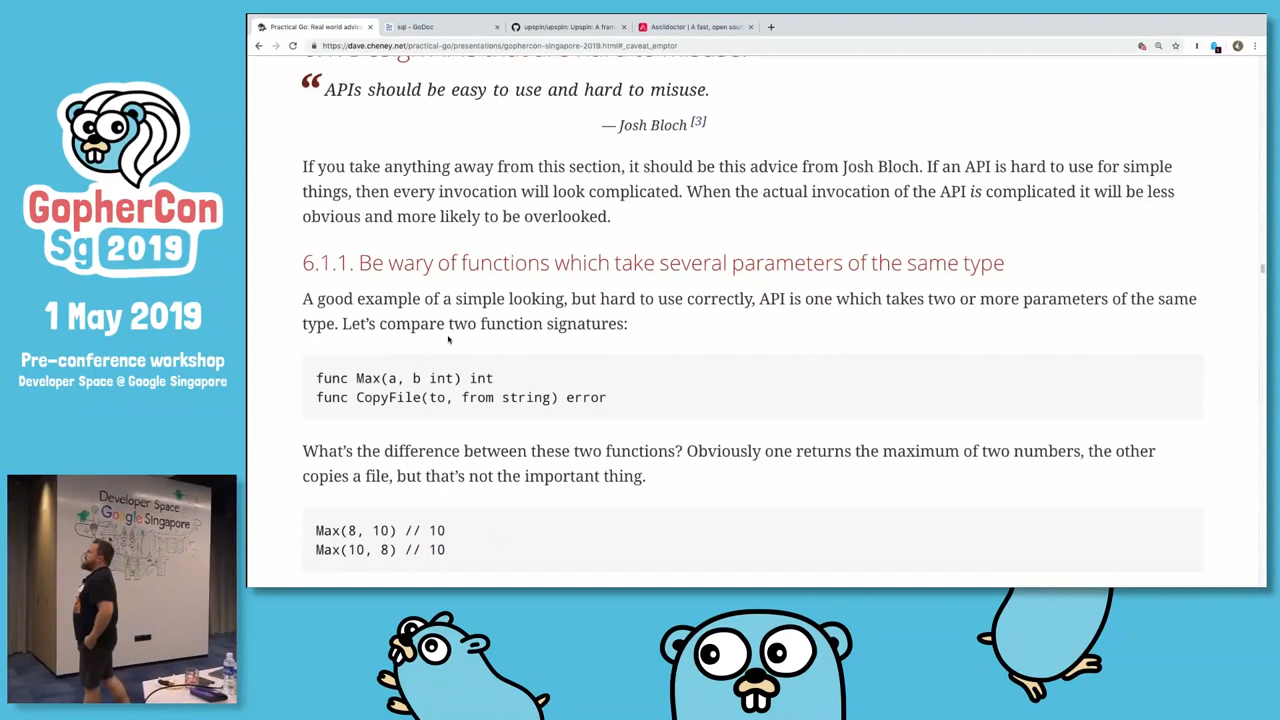 Practical Go: Real world advic
sql - GoDoc
upspin/upspin: Upspin: A fram
Asciidoctor | A fast, open sou
https://dave.cheney.net/practical-go/presentations/gophercon-singapore-2019.html#_caveat_emptor
“ APIs should be easy to use and hard to misuse.
— Josh Bloch [3]
If you take anything away from this section, it should be this advice from Josh Bloch. If an API is hard to use for simple
things, then every invocation will look complicated. When the actual invocation of the API is complicated it will be less
obvious and more likely to be overlooked.
6.1.1. Be wary of functions which take several parameters of the same type
A good example of a simple looking, but hard to use correctly, API is one which takes two or more parameters of the same
type. Let’s compare two function signatures:
func Max(a, b int) int
func CopyFile(to, from string) error
What’s the difference between these two functions? Obviously one returns the maximum of two numbers, the other
copies a file, but that’s not the important thing.
Max(8, 10) // 10
Max(10, 8) // 10
GopherCon
Sg 2019
1 May 2019
Pre-conference workshop
Developer Space @ Google Singapore
Developer Space
@ Google Singapore